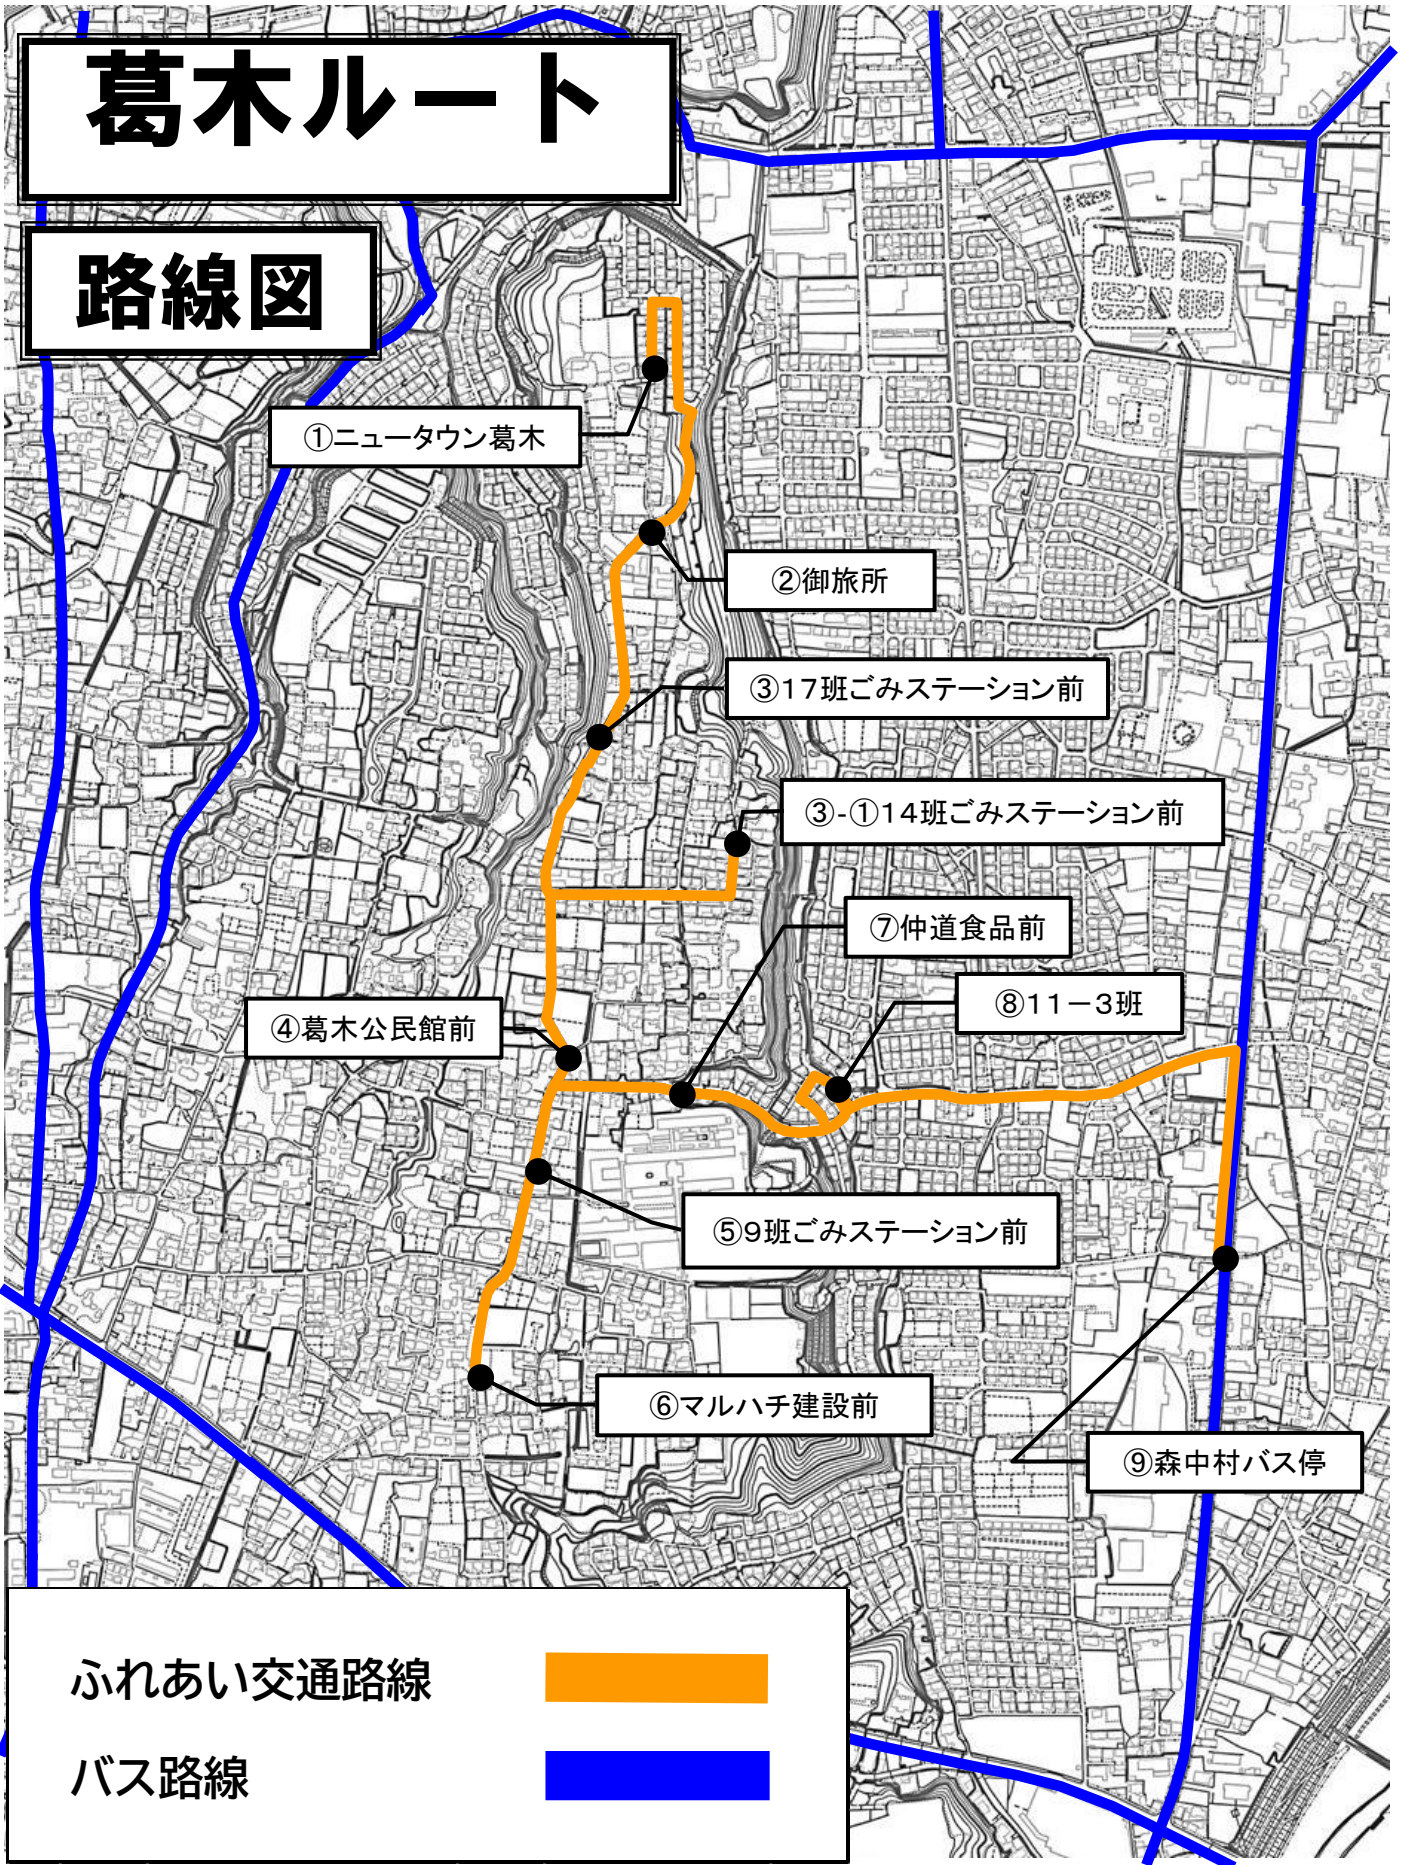 葛木ルート
路線図
①ニュータウン葛木
②御旅所
③17班ごみステーション前
③-①14班ごみステーション前
⑦仲道食品前
⑧11－3班
④葛木公民館前
⑤9班ごみステーション前
⑥マルハチ建設前
⑨森中村バス停
ふれあい交通路線
バス路線